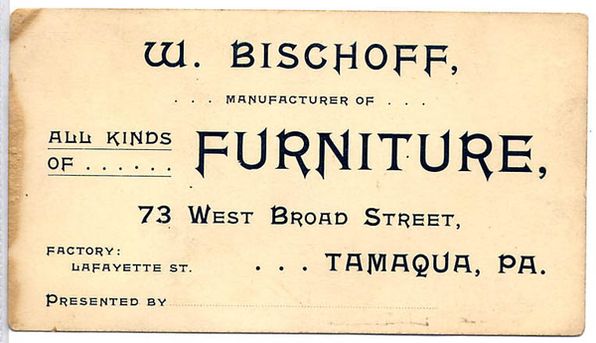 W. BISCHOFF,
. . . MANUFACTURER OF . . .
ALL KINDS
OF . . . . . . FURNITURE,
73 WEST BROAD STREET,
FACTORY:
LAFAYETTE ST. . . . TAMAQUA, PA.
PRESENTED BY